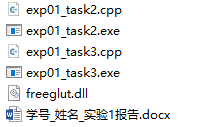 exp01_task2.cpp
exp01_task2.exe
exp01_task3.cpp
exp01_task3.exe
freeglut.dll
学号_姓名_实验1报告.docx